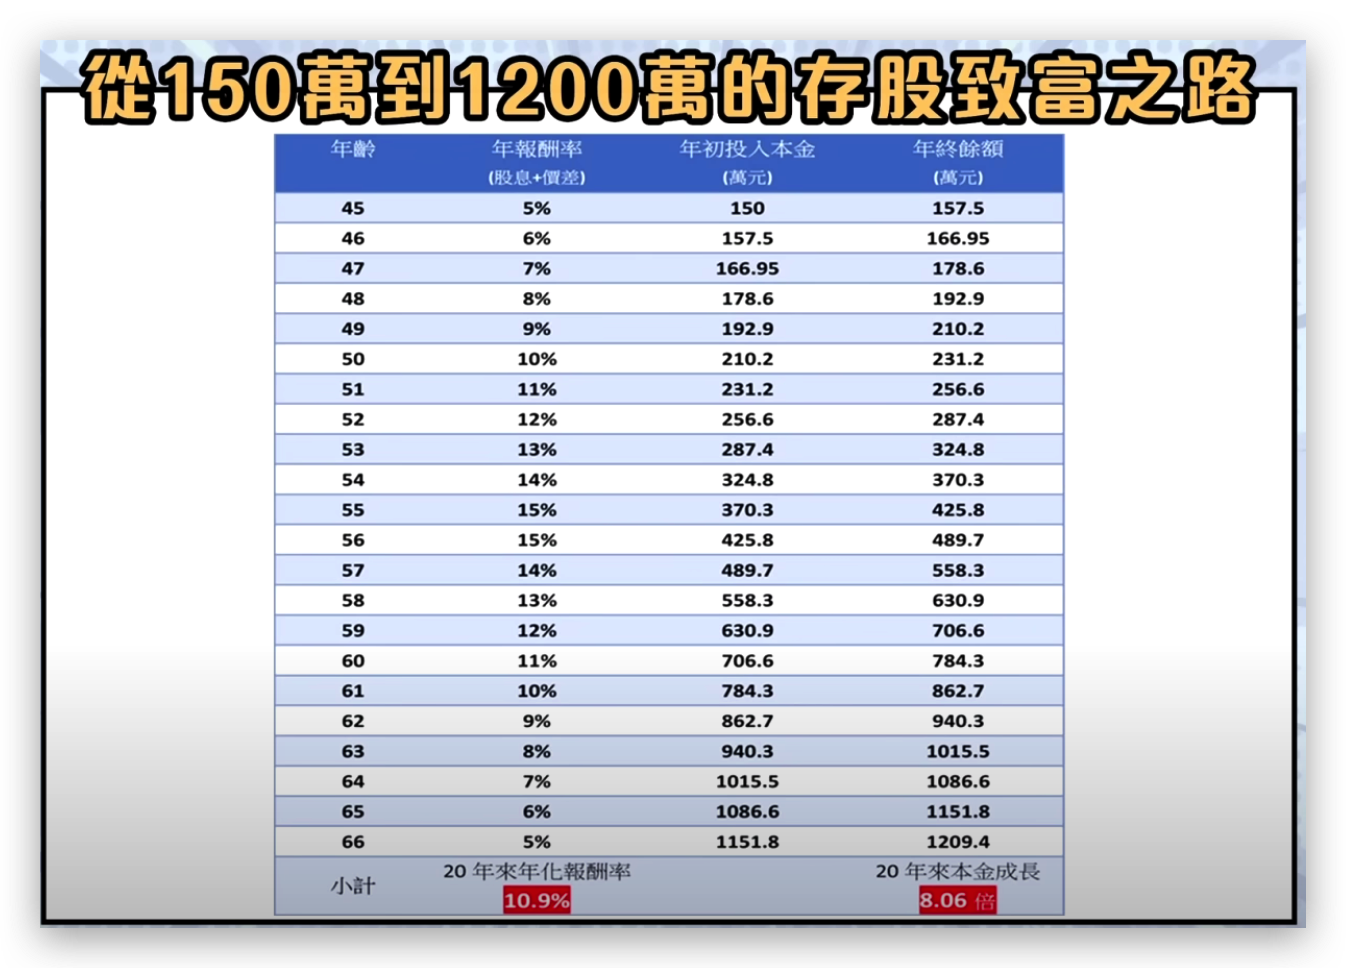 從150萬到1200萬的存股致富之路
年齡 年報酬率 年初投入本金 年終餘額
(股息+價差) (萬元) (萬元)
45 5% 150 157.5
46 6% 157.5 166.95
47 7% 166.95 178.6
48 8% 178.6 192.9
49 9% 192.9 210.2
50 10% 210.2 231.2
51 11% 231.2 256.6
52 12% 256.6 287.4
53 13% 287.4 324.8
54 14% 324.8 370.3
55 15% 370.3 425.8
56 15% 425.8 489.7
57 14% 489.7 558.3
58 13% 558.3 630.9
59 12% 630.9 706.6
60 11% 706.6 784.3
61 10% 784.3 862.7
62 9% 862.7 940.3
63 8% 940.3 1015.5
64 7% 1015.5 1086.6
65 6% 1086.6 1151.8
66 5% 1151.8 1209.4
小計 20 年來年化報酬率 20 年來本金成長
10.9% 8.06 倍